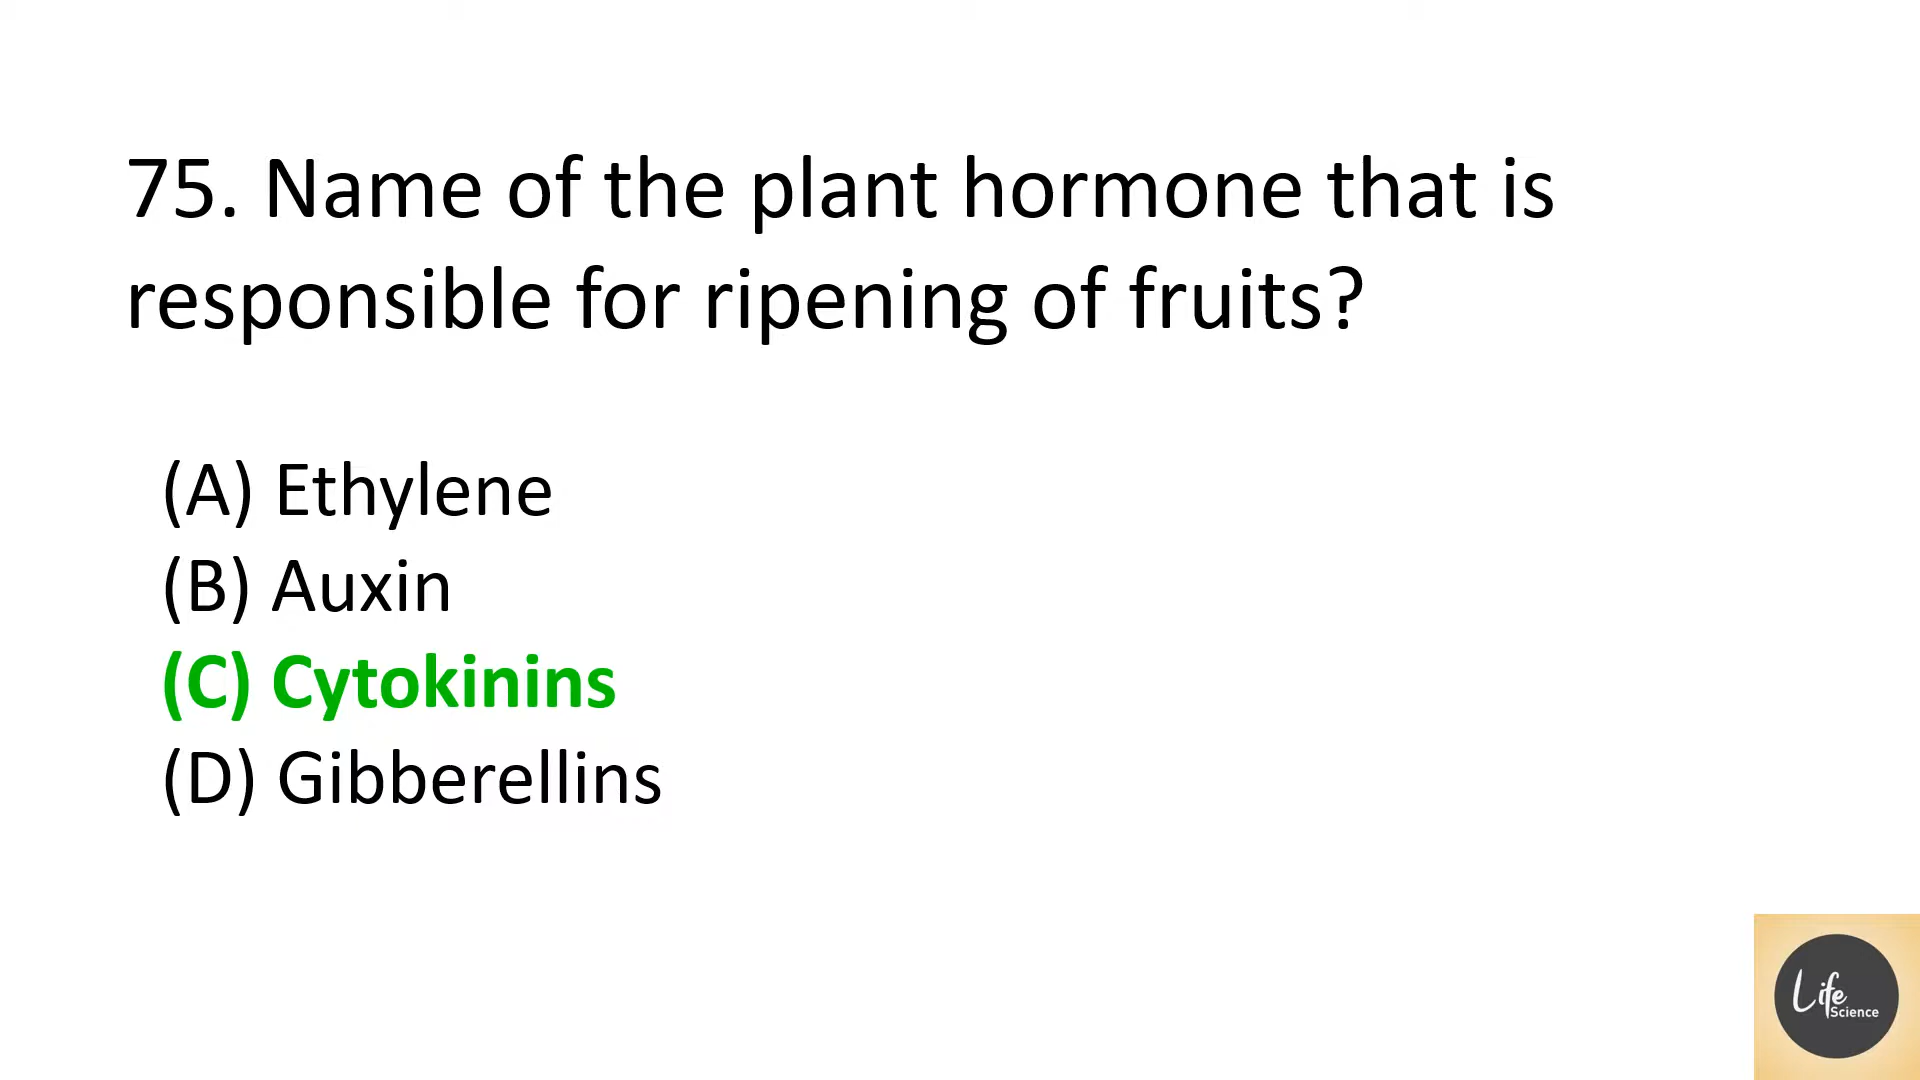 75. Name of the plant hormone that is
responsible for ripening of fruits?
(A) Ethylene
(B) Auxin
(C) Cytokinins
(D) Gibberellins
Life
Science